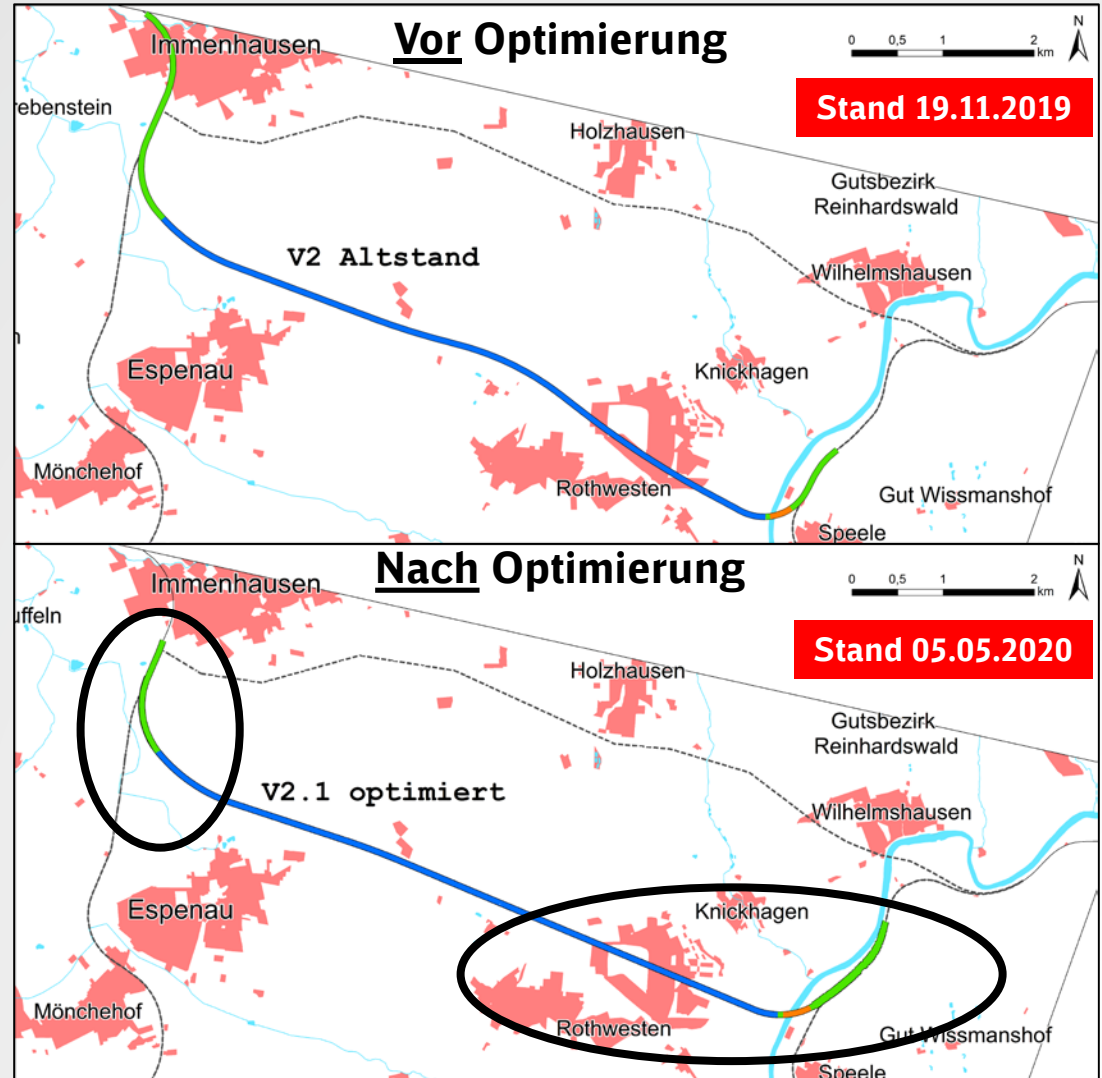 Vor Optimierung
0 0,5 1 2
km
N
Stand 19.11.2019
Immenhausen
rebenstein
Holzhausen
Gutsbezirk
Reinhardswald
V2 Altstand
Wilhelmshausen
Espenau
Knickhagen
Mönchehof
Rothwesten
Gut Wissmanshof
Speele
Nach Optimierung
0 0,5 1 2
km
N
Stand 05.05.2020
Immenhausen
uffeln
Holzhausen
Gutsbezirk
Reinhardswald
V2.1 optimiert
Wilhelmshausen
Espenau
Knickhagen
Mönchehof
Rothwesten
Gut Wissmanshof
Speele